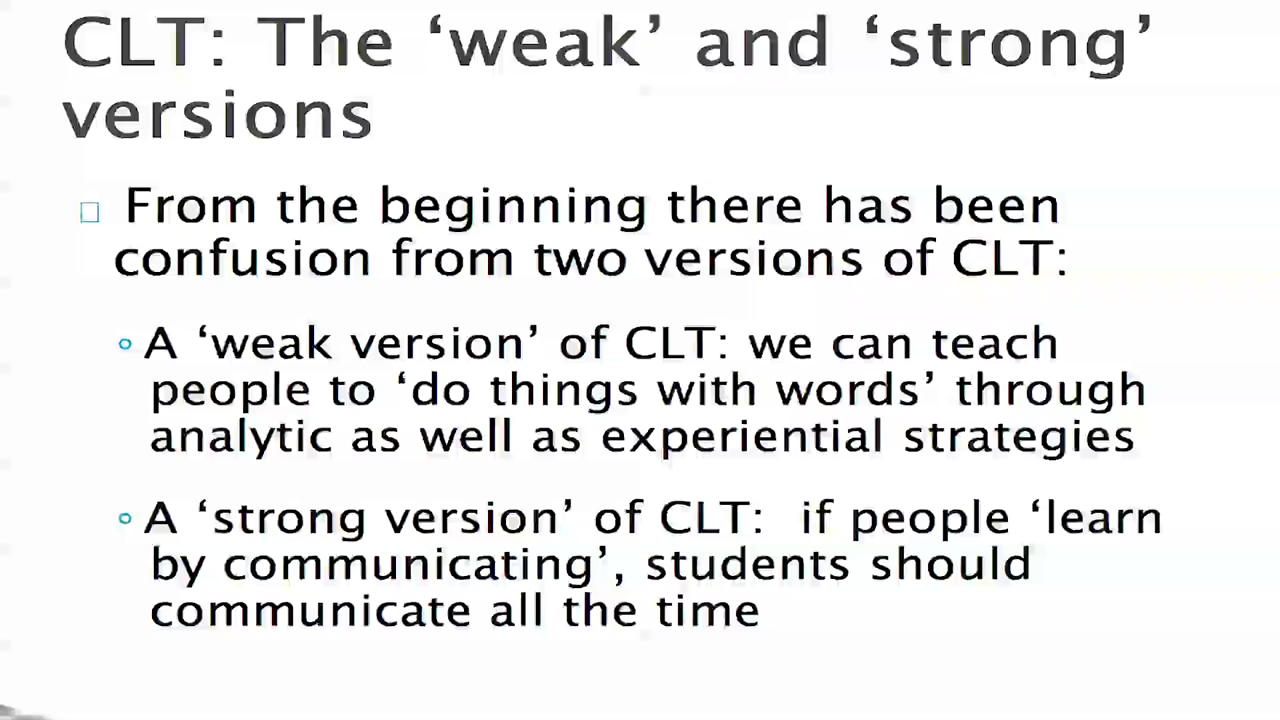 CLT: The ‘weak’ and ‘strong’
versions
From the beginning there has been
confusion from two versions of CLT:
A ‘weak version’ of CLT: we can teach
people to ‘do things with words’ through
analytic as well as experiential strategies
A ‘strong version’ of CLT: if people ‘learn
by communicating’, students should
communicate all the time